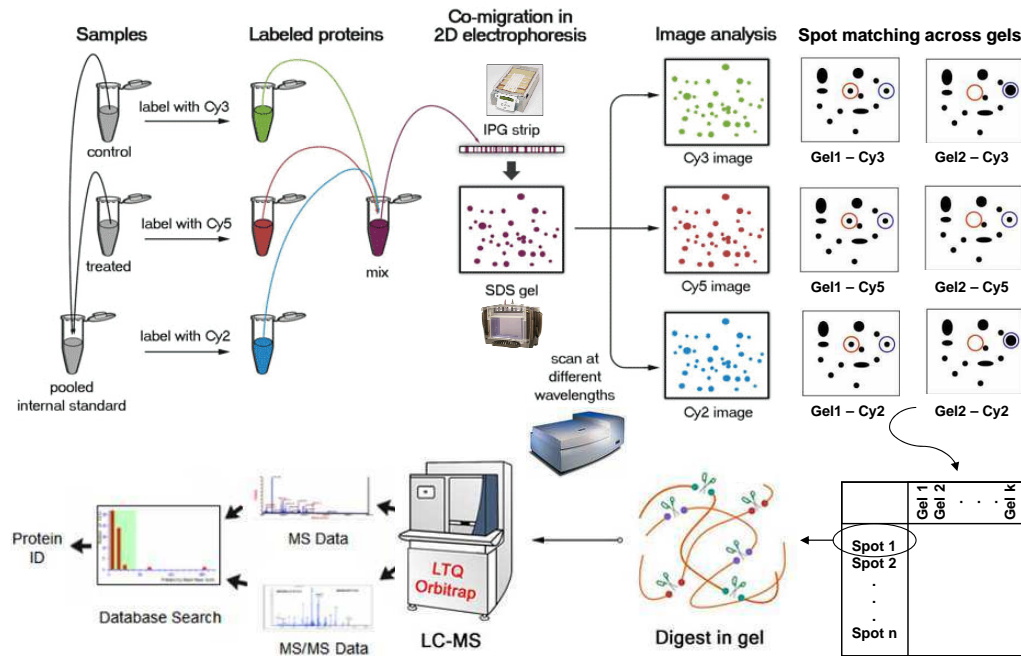 Samples
Labeled proteins
Co-migration in
2D electrophoresis
Image analysis
Spot matching across gels
label with Cy3
control
IPG strip
Cy3 image
Gel1 – Cy3
Gel2 – Cy3
label with Cy5
treated
mix
SDS gel
Cy5 image
Gel1 – Cy5
Gel2 – Cy5
label with Cy2
pooled
internal standard
scan at
different
wavelengths
Cy2 image
Gel1 – Cy2
Gel2 – Cy2
Gel 1
Gel 2
. . .
Gel k
Spot 1
Spot 2
.
.
.
Spot n
Digest in gel
LTQ
Orbitrap
LC-MS
MS Data
MS/MS Data
Database Search
Protein
ID